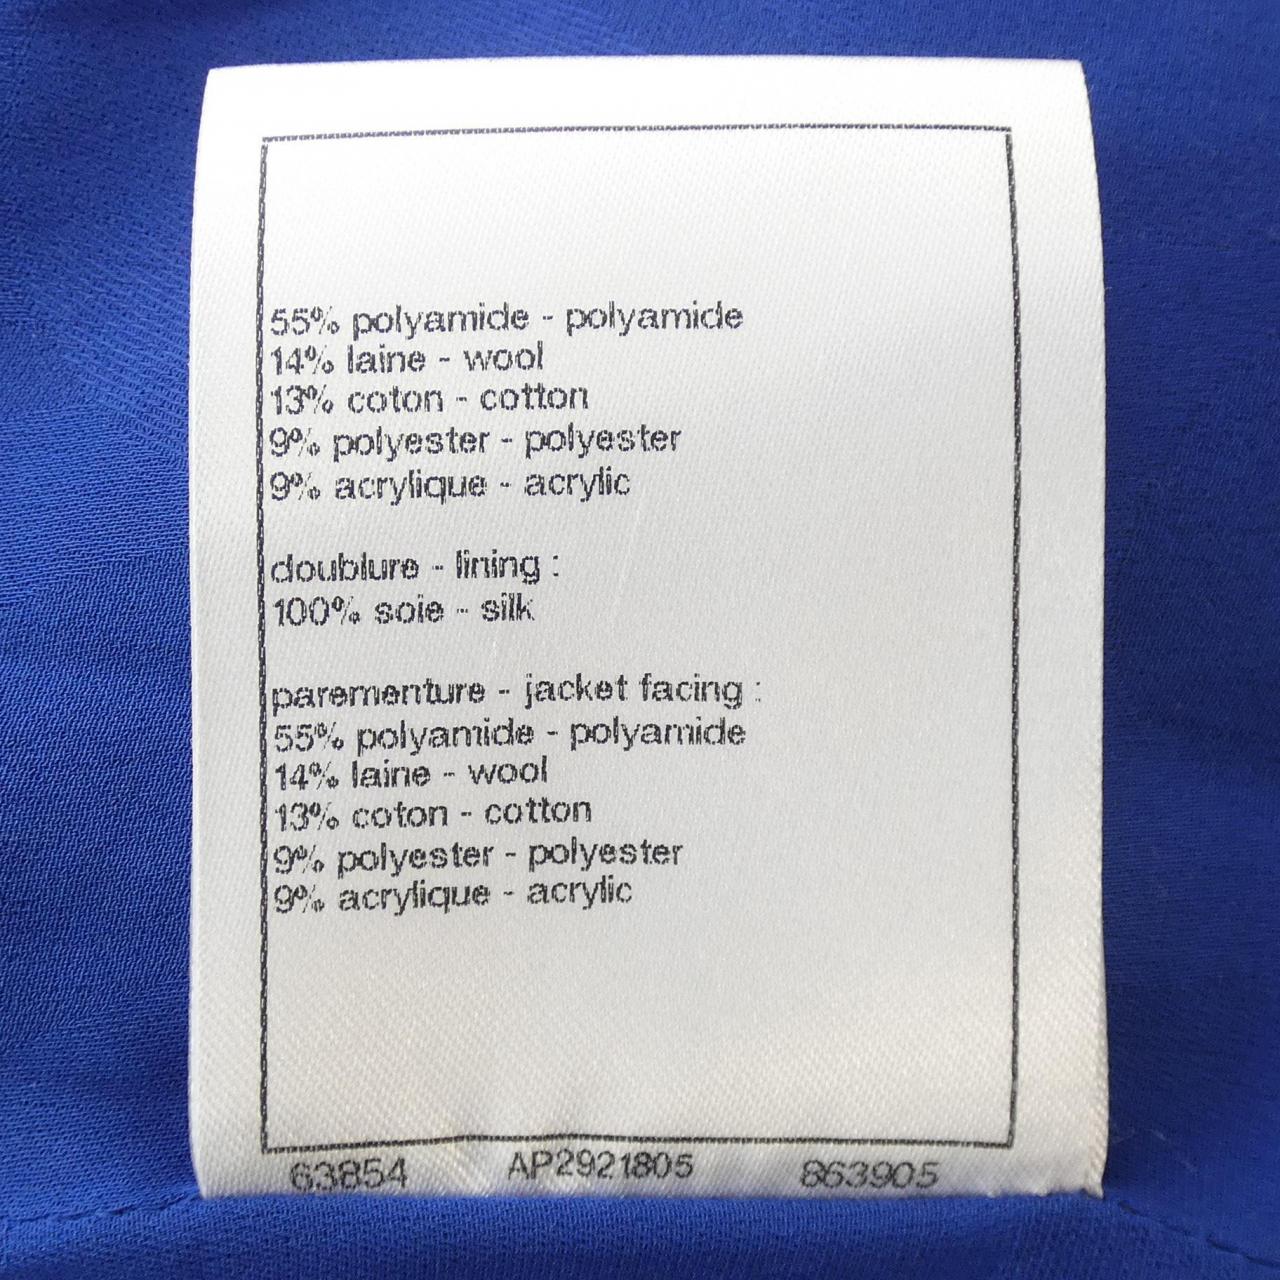 55% polyamide - polyamide
14% laine - wool
13% coton - cotton
9% polyester - polyester
9% acrylique - acrylic
doublure - lining :
100% soie - silk
parementure - jacket facing :
55% polyamide - polyamide
14% laine - wool
13% coton - cotton
9% polyester - polyester
9% acrylique - acrylic
63854 AP2921805 863905